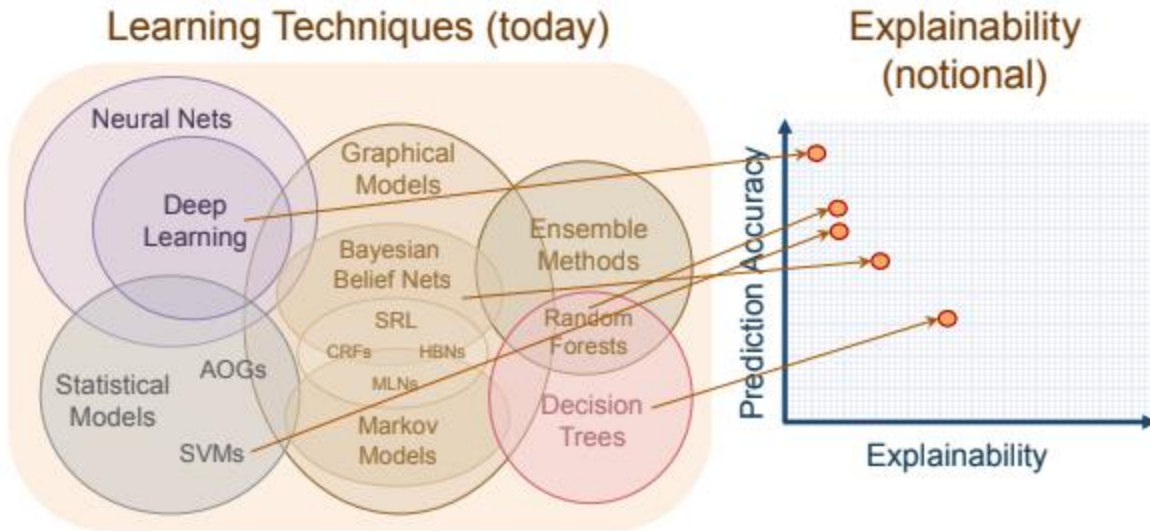 Learning Techniques (today)
Explainability
(notional)
Neural Nets
Graphical
Models
Deep
Learning
Ensemble
Methods
Bayesian
Belief Nets
SRL
Random
Forests
CRFs
HBNs
AOGs
MLNs
Statistical
Models
Decision
Trees
Markov
Models
SVMs
Prediction Accuracy
Explainability